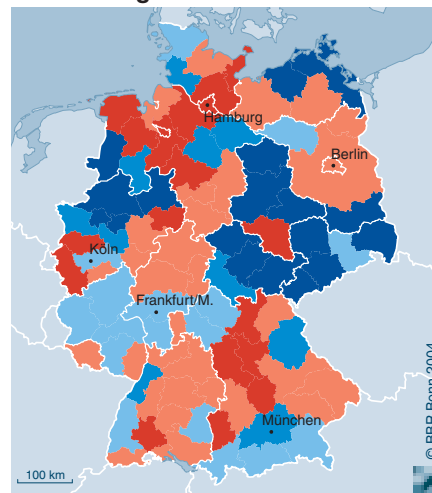 Hamburg
Berlin
Köln
Frankfurt/M.
München
100 km
© BBR Bonn 2004